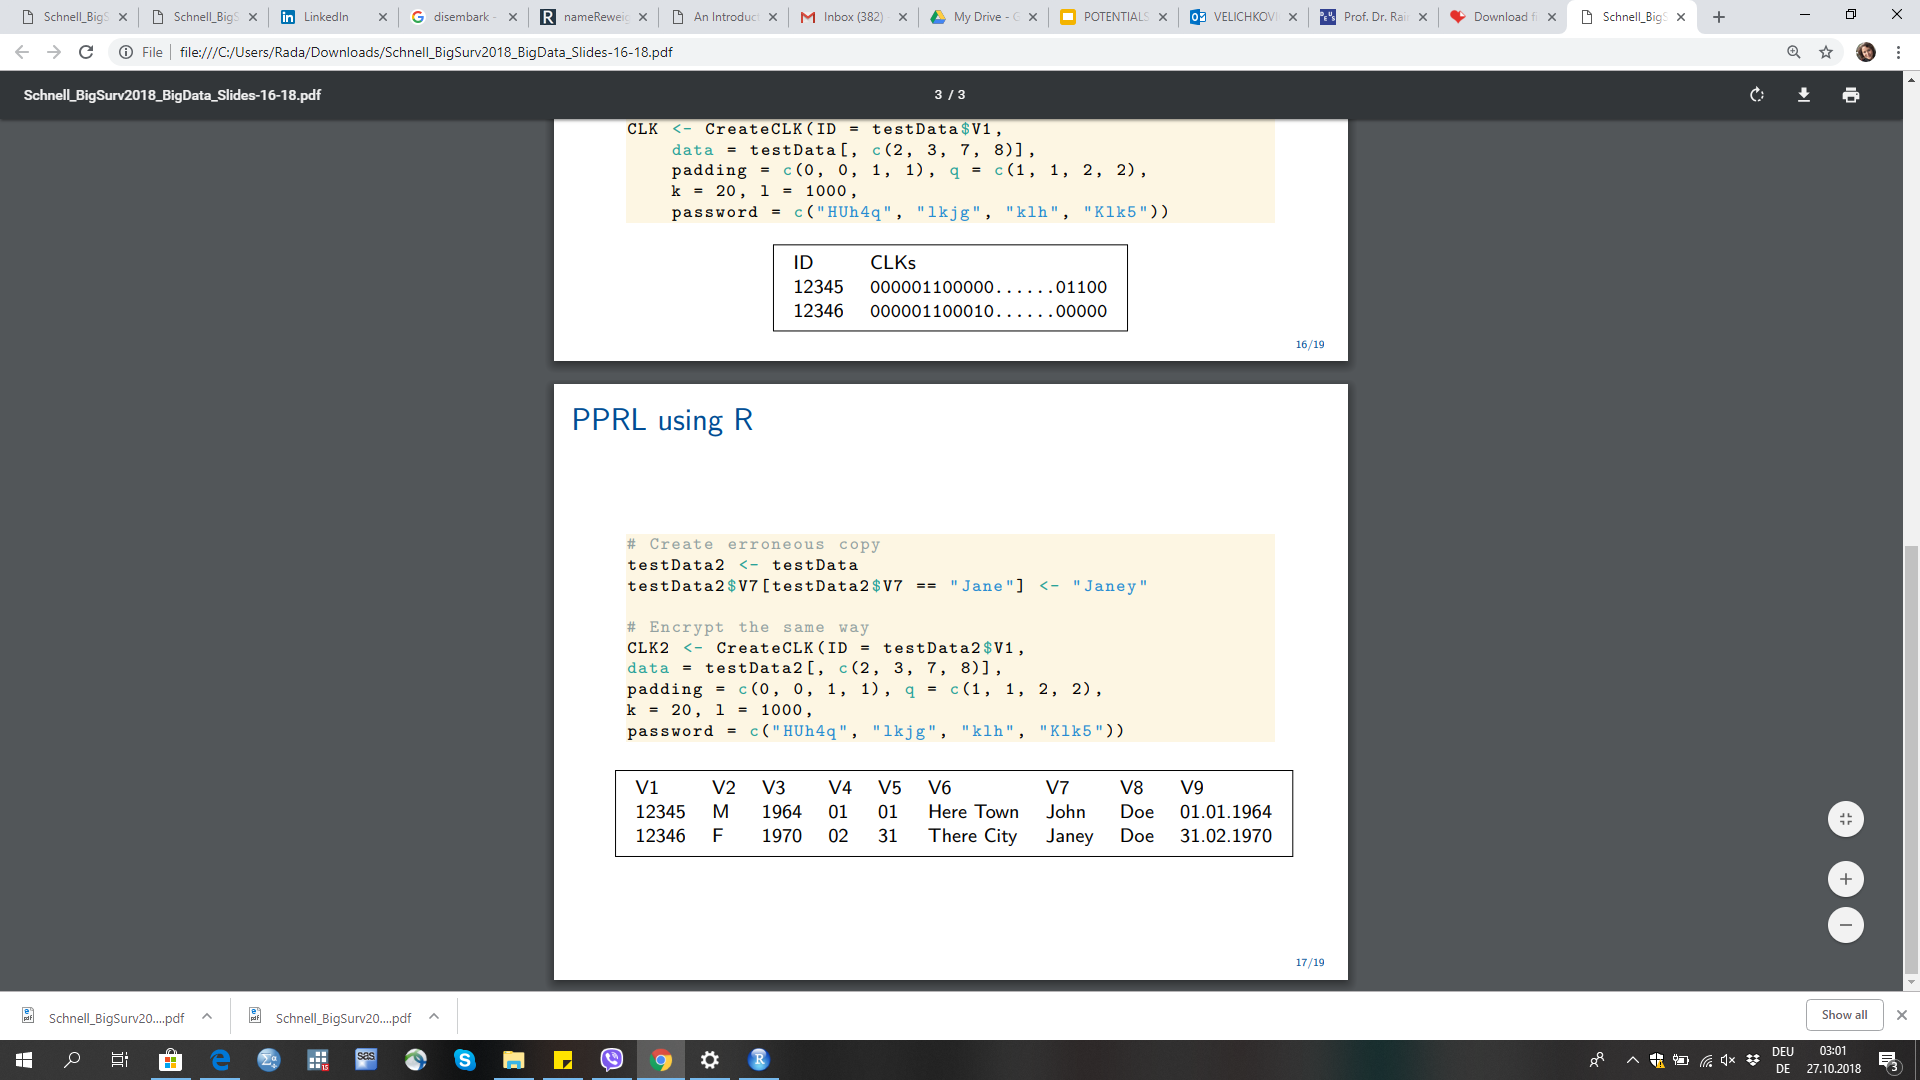 Schnell_BigS
Schnell_BigS
LinkedIn
disembark -
nameReweig
An Introduct
Inbox (382)
My Drive - G
POTENTIALS
VELICHKOV
Prof. Dr. Rai
Download fi
Schnell_BigS
File
file:///C:/Users/Rada/Downloads/Schnell_BigSurv2018_BigData_Slides-16-18.pdf
Schnell_BigSurv2018_BigData_Slides-16-18.pdf
3 / 3
CLK <- CreateCLK(ID = testData$V1,
data = testData[, c(2, 3, 7, 8)],
padding = c(0, 0, 1, 1), q = c(1, 1, 2, 2),
k = 20, l = 1000,
password = c("HUh4q", "lkjg", "klh", "Klk5"))
ID CLKs
12345 000001100000......01100
12346 000001100010......00000
16/19
PPRL using R
# Create erroneous copy
testData2 <- testData
testData2$V7[testData2$V7 == "Jane"] <- "Janey"
# Encrypt the same way
CLK2 <- CreateCLK(ID = testData2$V1,
data = testData2[, c(2, 3, 7, 8)],
padding = c(0, 0, 1, 1), q = c(1, 1, 2, 2),
k = 20, l = 1000,
password = c("HUh4q", "lkjg", "klh", "Klk5"))
V1 V2 V3 V4 V5 V6 V7 V8 V9
12345 M 1964 01 01 Here Town John Doe 01.01.1964
12346 F 1970 02 31 There City Janey Doe 31.02.1970
17/19
Schnell_BigSurv20....pdf
Schnell_BigSurv20....pdf
Show all
DEU
DE
03:01
27.10.2018
3